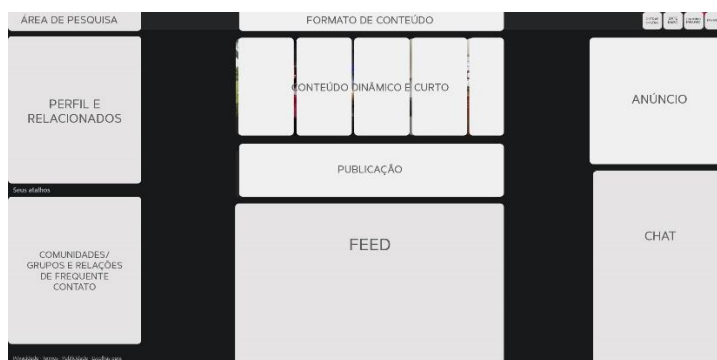 ÁREA DE PESQUISA
FORMATO DE CONTEÚDO
PERFIL E
RELACIONADOS
CONTEÚDO DINÂMICO E CURTO
ANÚNCIO
PUBLICAÇÃO
Seus atalhos
COMUNIDADES/
GRUPOS E RELAÇÕES
DE FREQUENTE
CONTATO
FEED
CHAT